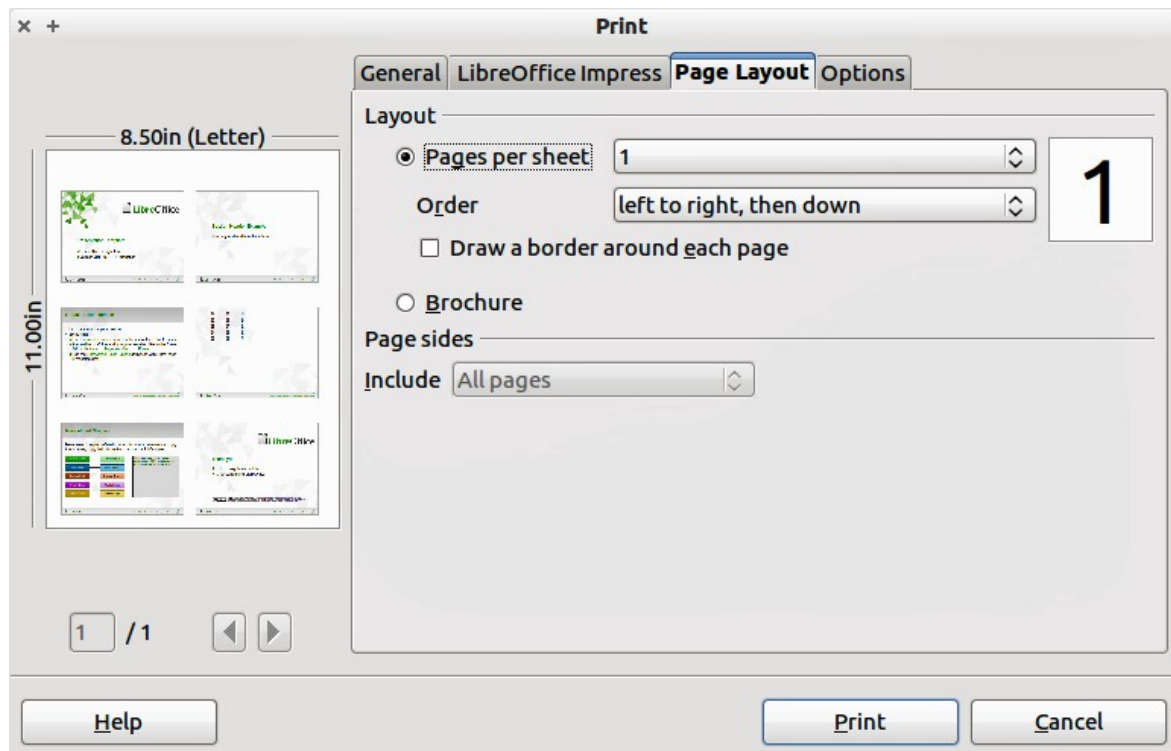 × + Print
General LibreOffice Impress Page Layout Options
Layout
8.50in (Letter)
Pages per sheet 1
1
Order left to right, then down
Draw a border around each page
LibreOffice
11.00in
Brochure
Page sides
Include All pages
LibreOffice
1 / 1
Help Print Cancel